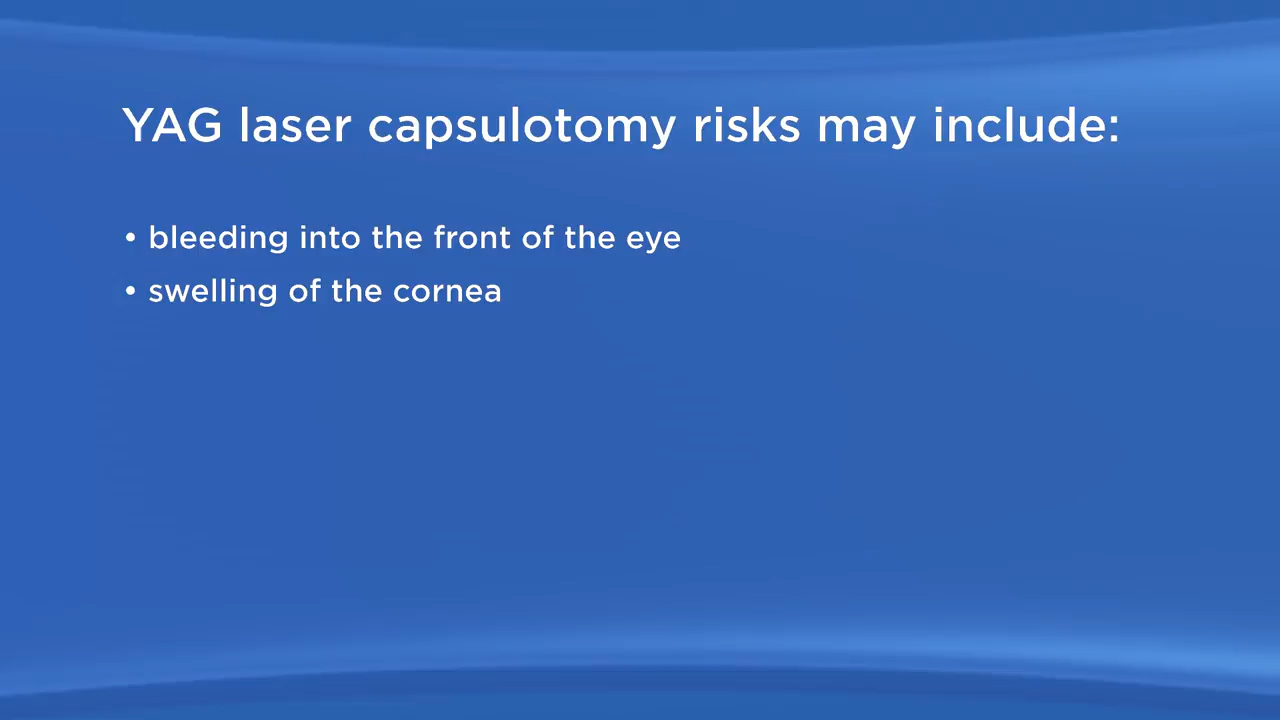 YAG laser capsulotomy risks may include:
• bleeding into the front of the eye
• swelling of the cornea